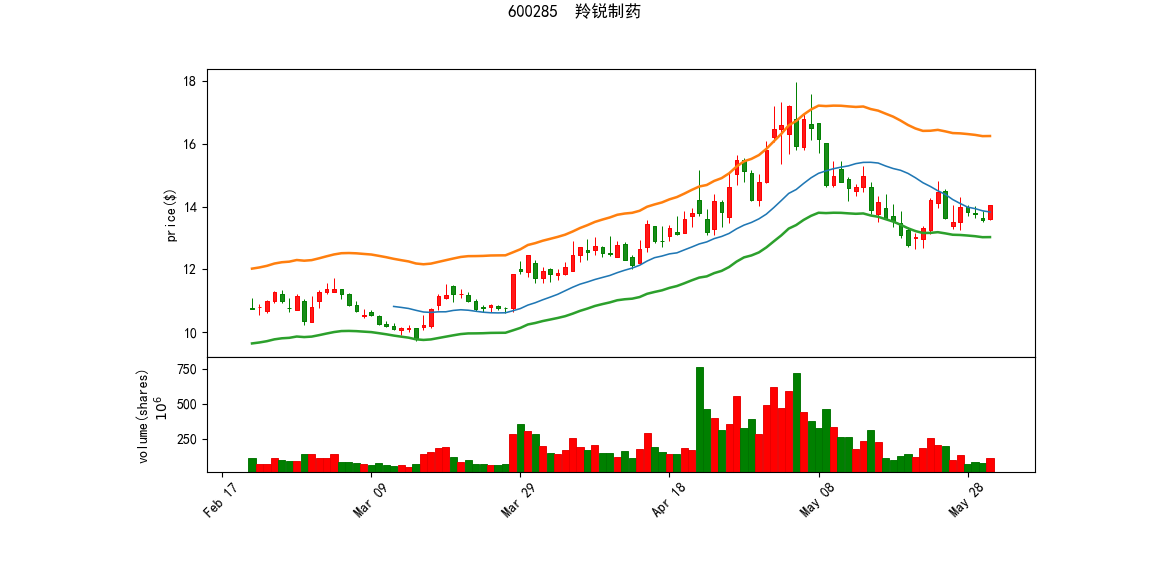 600285 羚锐制药
price($)
18
16
14
12
10
volume(shares)
10^6
750
500
250
Feb 17
Mar 09
Mar 29
Apr 18
May 08
May 28